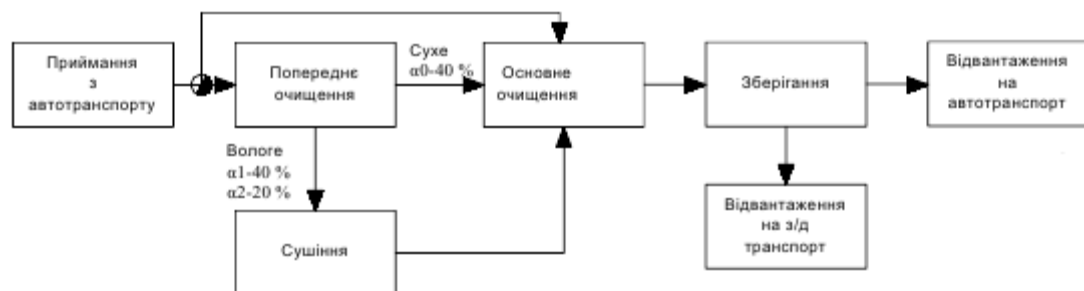 Приймання
з
автотранспорту
Попереднє
очищення
Сухе
α0-40 %
Основне
очищення
Зберігання
Відвантаження
на
автотранспорт
Вологе
α1-40 %
α2-20 %
Сушіння
Відвантаження
на з/д
транспорт